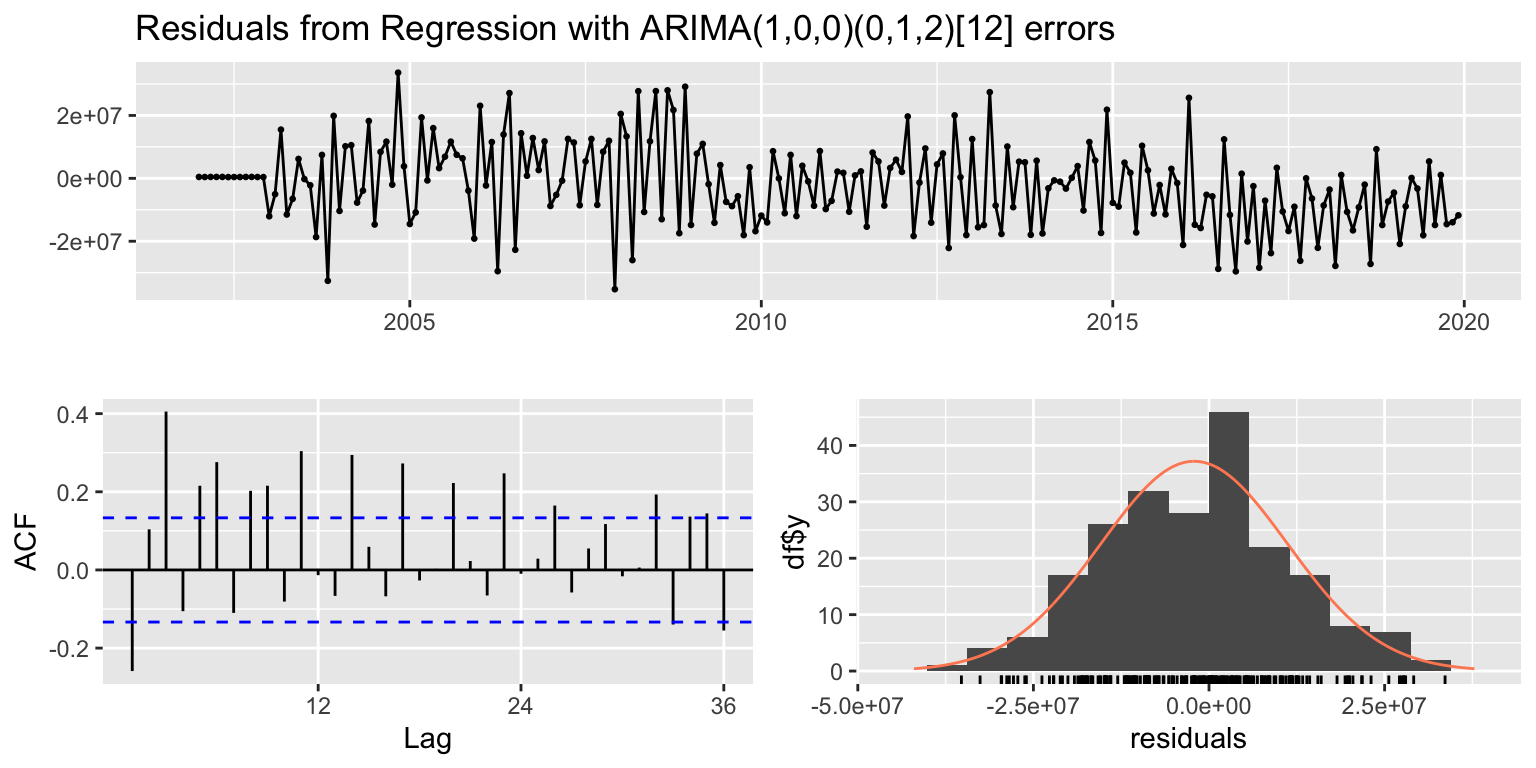 Residuals from Regression with ARIMA(1,0,0)(0,1,2)[12] errors
2e+07
0e+00
-2e+07
2005 2010 2015 2020
ACF
0.4
0.2
0.0
-0.2
12 24 36
Lag
df$y
40
30
20
10
0
-5.0e+07 -2.5e+07 0.0e+00 2.5e+07
residuals